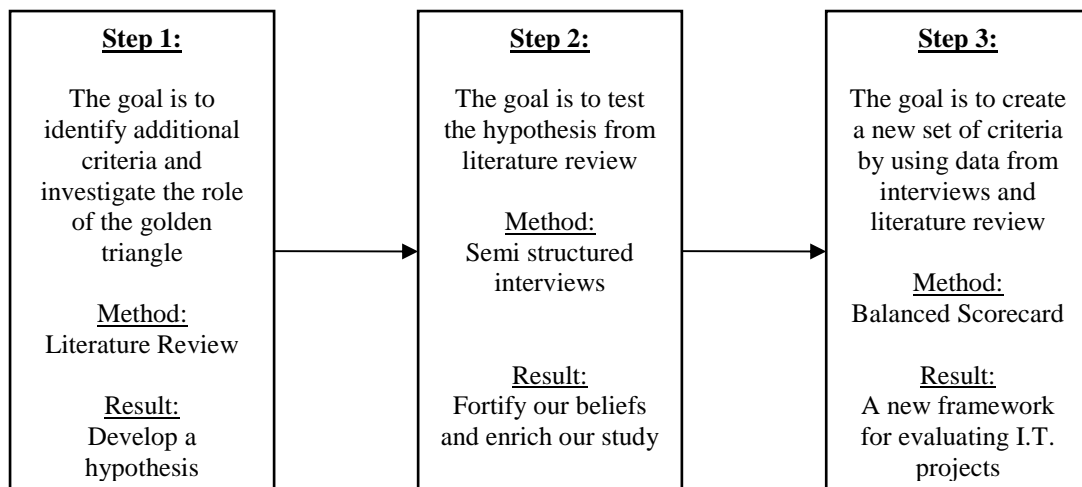 Step 1:
The goal is to
identify additional
criteria and
investigate the role
of the golden
triangle
Method:
Literature Review
Result:
Develop a
hypothesis
Step 2:
The goal is to test
the hypothesis from
literature review
Method:
Semi structured
interviews
Result:
Fortify our beliefs
and enrich our study
Step 3:
The goal is to create
a new set of criteria
by using data from
interviews and
literature review
Method:
Balanced Scorecard
Result:
A new framework
for evaluating I.T.
projects